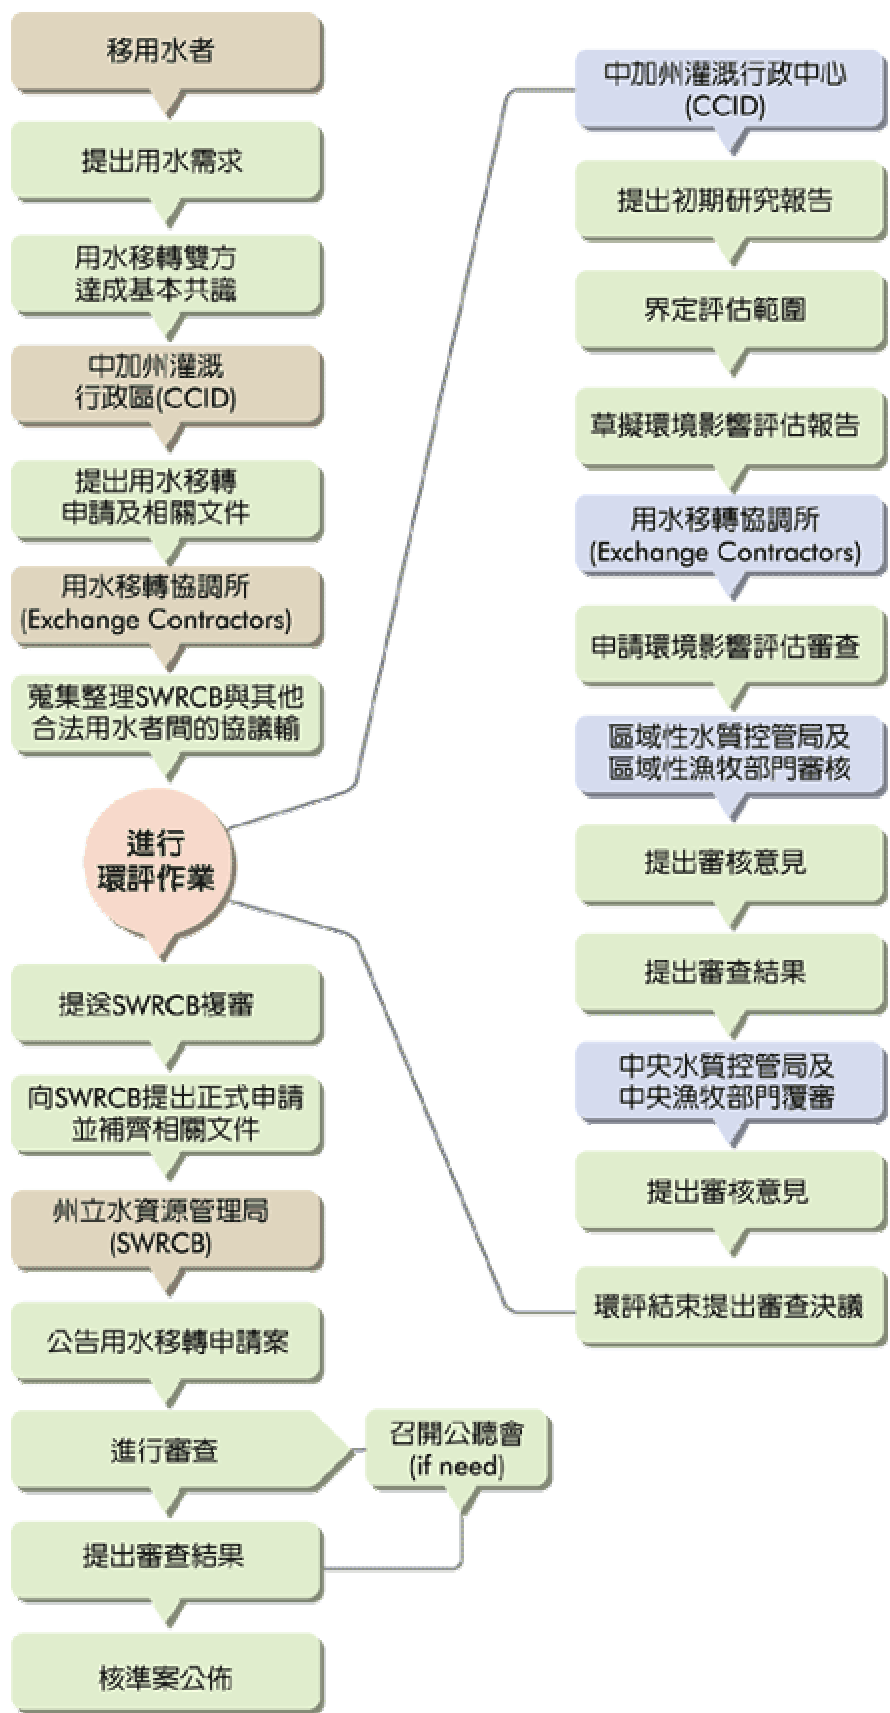 移用水者
提出用水需求
用水移轉雙方
達成基本共識
中加州灌溉
行政區(CCID)
提出用水移轉
申請及相關文件
用水移轉協調所
(Exchange Contractors)
蒐集整理SWRCB與其他
合法用水者間的協議輸
進行
環評作業
提送SWRCB複審
向SWRCB提出正式申請
並補齊相關文件
州立水資源管理局
(SWRCB)
公告用水移轉申請案
進行審查
召開公聽會
(if need)
提出審查結果
核準案公佈
中加州灌溉行政中心
(CCID)
提出初期研究報告
界定評估範圍
草擬環境影響評估報告
用水移轉協調所
(Exchange Contractors)
申請環境影響評估審查
區域性水質控管局及
區域性漁牧部門審核
提出審核意見
提出審查結果
中央水質控管局及
中央漁牧部門覆審
提出審核意見
環評結束提出審查決議